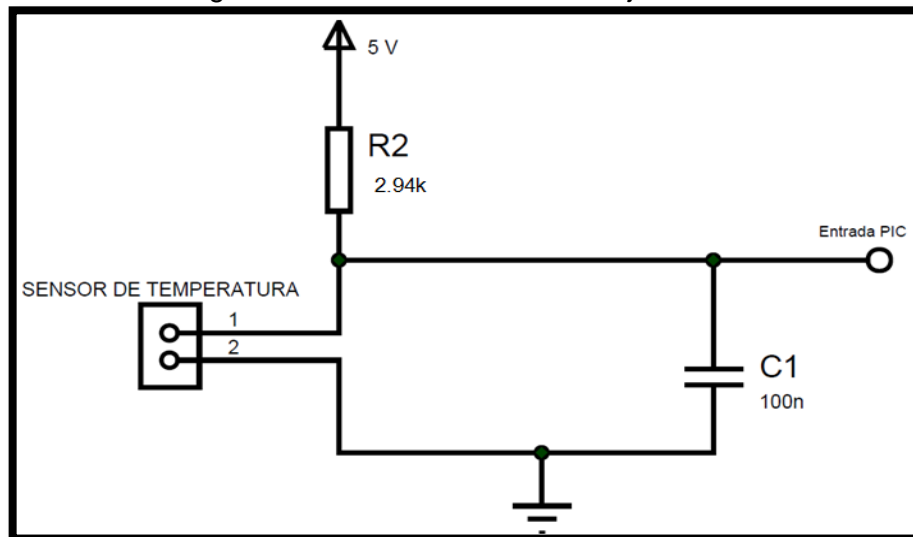 5 V
R2
2.94k
Entrada PIC
SENSOR DE TEMPERATURA
1
2
C1
100n